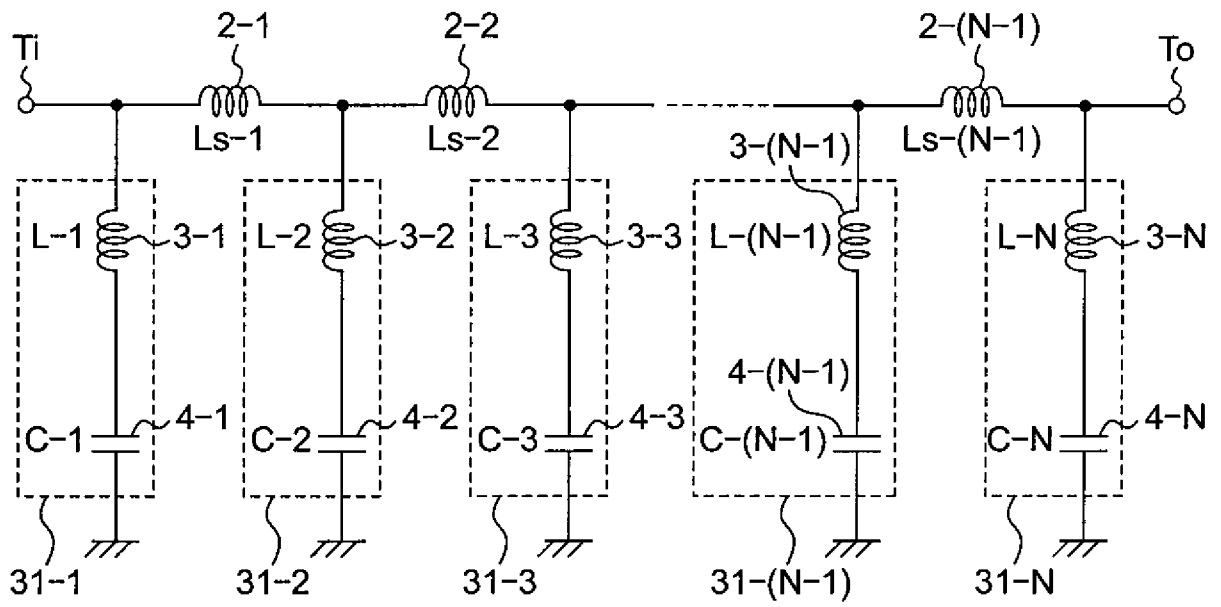 2-1 2-2 2-(N-1)
Ti To
Ls-1 Ls-2 Ls-(N-1)
3-(N-1)
L-1 3-1 L-2 3-2 L-3 3-3 L-(N-1) L-N 3-N
4-(N-1)
4-1 4-2 4-3 4-N
C-1 C-2 C-3 C-(N-1) C-N
31-1 31-2 31-3 31-(N-1) 31-N